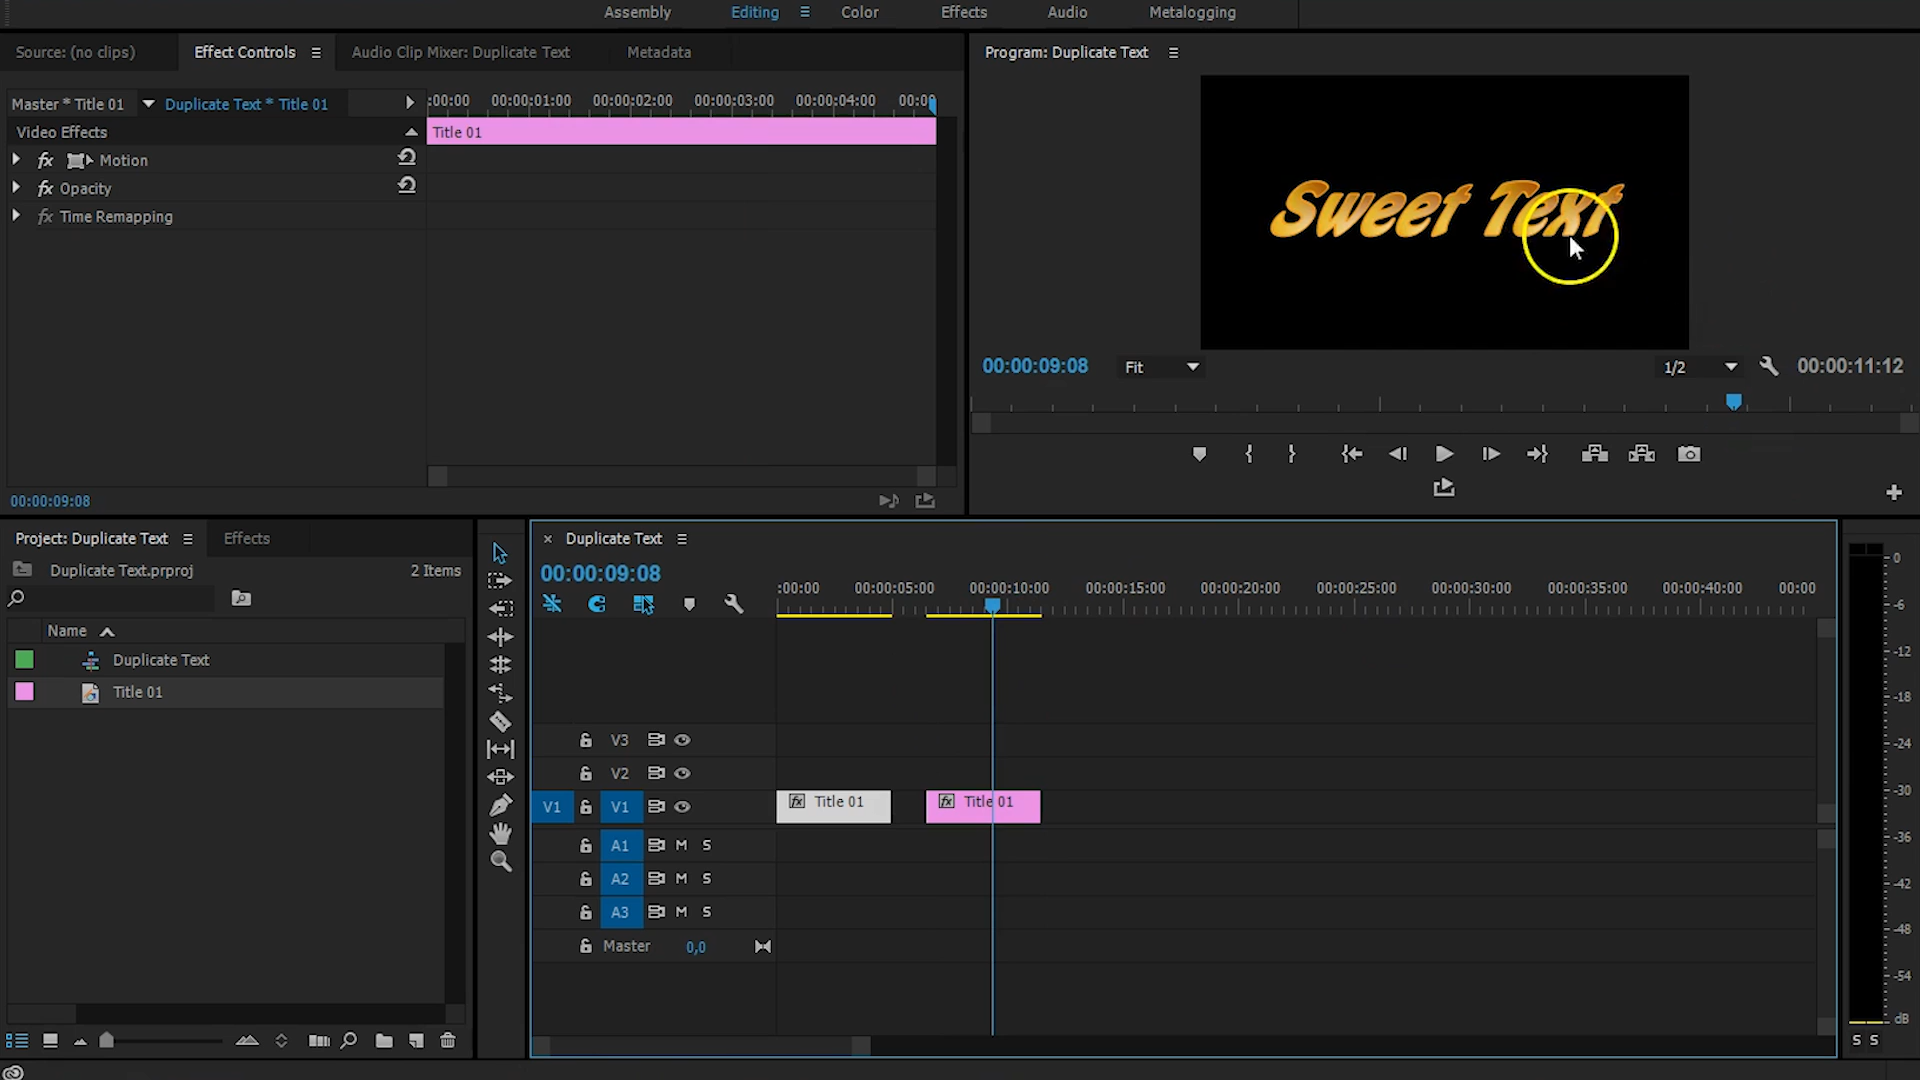 Assembly Editing Color Effects Audio Metalogging
Source: (no clips) Effect Controls Audio Clip Mixer: Duplicate Text Metadata
Program: Duplicate Text
Master * Title 01 Duplicate Text * Title 01
:00:00 00:00:01:00 00:00:02:00 00:00:03:00 00:00:04:00 00:00
Video Effects
Title 01
fx Motion
fx Opacity
fx Time Remapping
Sweet Text
00:00:09:08 Fit 1/2 00:00:11:12
00:00:09:08
Project: Duplicate Text Effects
Duplicate Text.prproj 2 Items
Name
Duplicate Text
Title 01
× Duplicate Text
00:00:09:08
:00:00 00:00:05:00 00:00:10:00 00:00:15:00 00:00:20:00 00:00:25:00 00:00:30:00 00:00:35:00 00:00:40:00 00:00
V3
V2
V1 V1
fx Title 01 fx Title 01
A1 M S
A2 M S
A3 M S
Master 0,0
0
-6
-12
-18
-24
-30
-36
-42
-48
-54
dB
S S